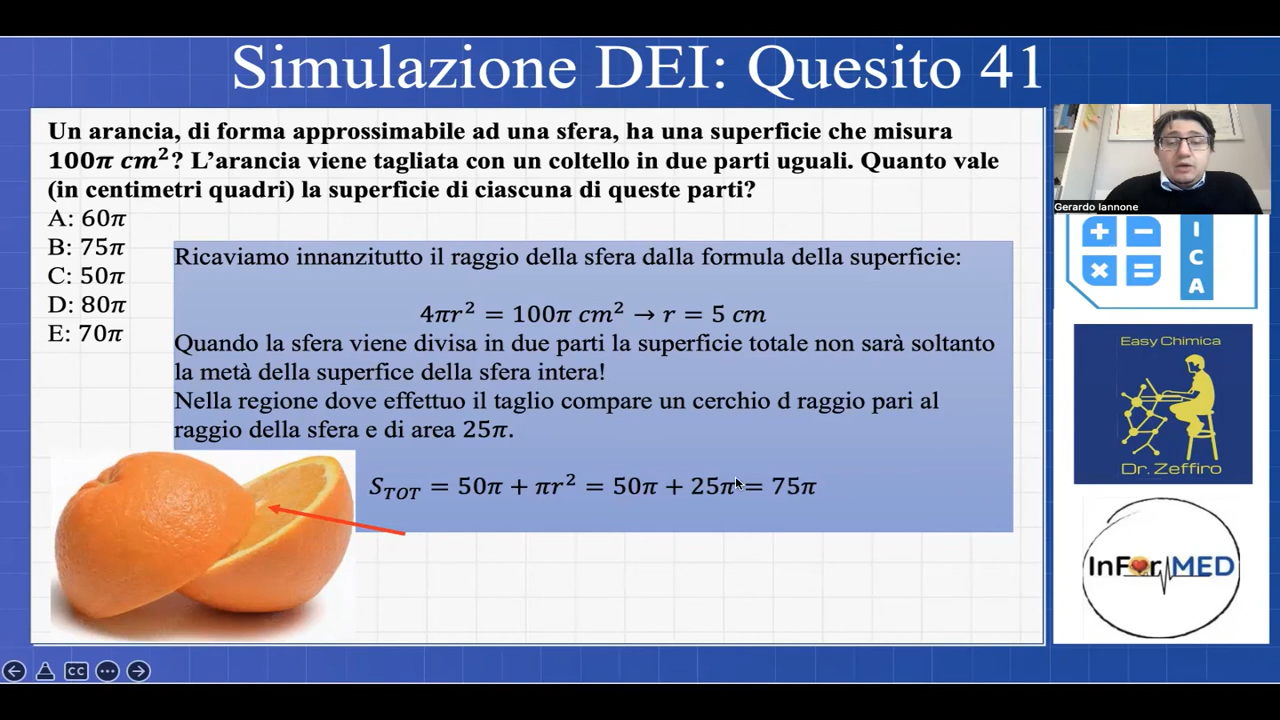 Simulazione DEI: Quesito 41
Un arancia, di forma approssimabile ad una sfera, ha una superficie che misura
100π cm²? L'arancia viene tagliata con un coltello in due parti uguali. Quanto vale
(in centimetri quadri) la superficie di ciascuna di queste parti?
A: 60π
B: 75π
C: 50π
D: 80π
E: 70π
Ricaviamo innanzitutto il raggio della sfera dalla formula della superficie:
4πr² = 100π cm² → r = 5 cm
Quando la sfera viene divisa in due parti la superficie totale non sarà soltanto
la metà della superfice della sfera intera!
Nella regione dove effettuo il taglio compare un cerchio d raggio pari al
raggio della sfera e di area 25π.
S_TOT = 50π + πr² = 50π + 25π = 75π
Gerardo Iannone
+ − I
× = C
A
Easy Chimica
Dr. Zeffiro
InForMED
CC